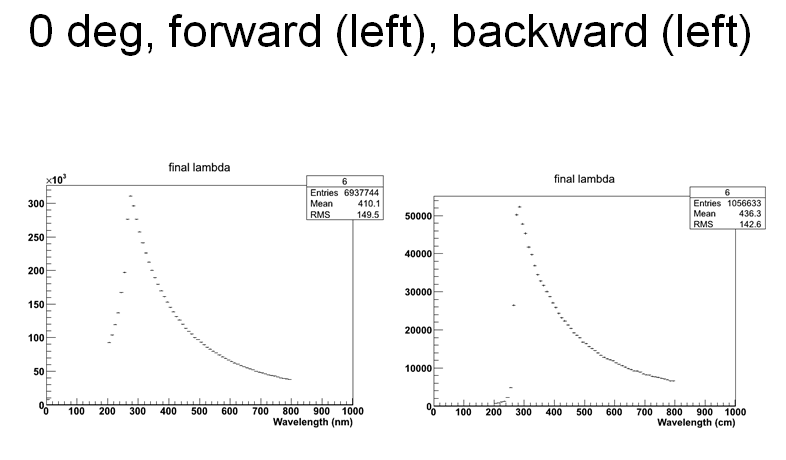 0 deg, forward (left), backward (left)
final lambda
×10³
6
Entries 6937744
Mean 410.1
RMS 149.5
300
250
200
150
100
50
0
0 100 200 300 400 500 600 700 800 900 1000
Wavelength (nm)
final lambda
6
Entries 1056633
Mean 436.3
RMS 142.6
50000
40000
30000
20000
10000
0
0 100 200 300 400 500 600 700 800 900 1000
Wavelength (cm)